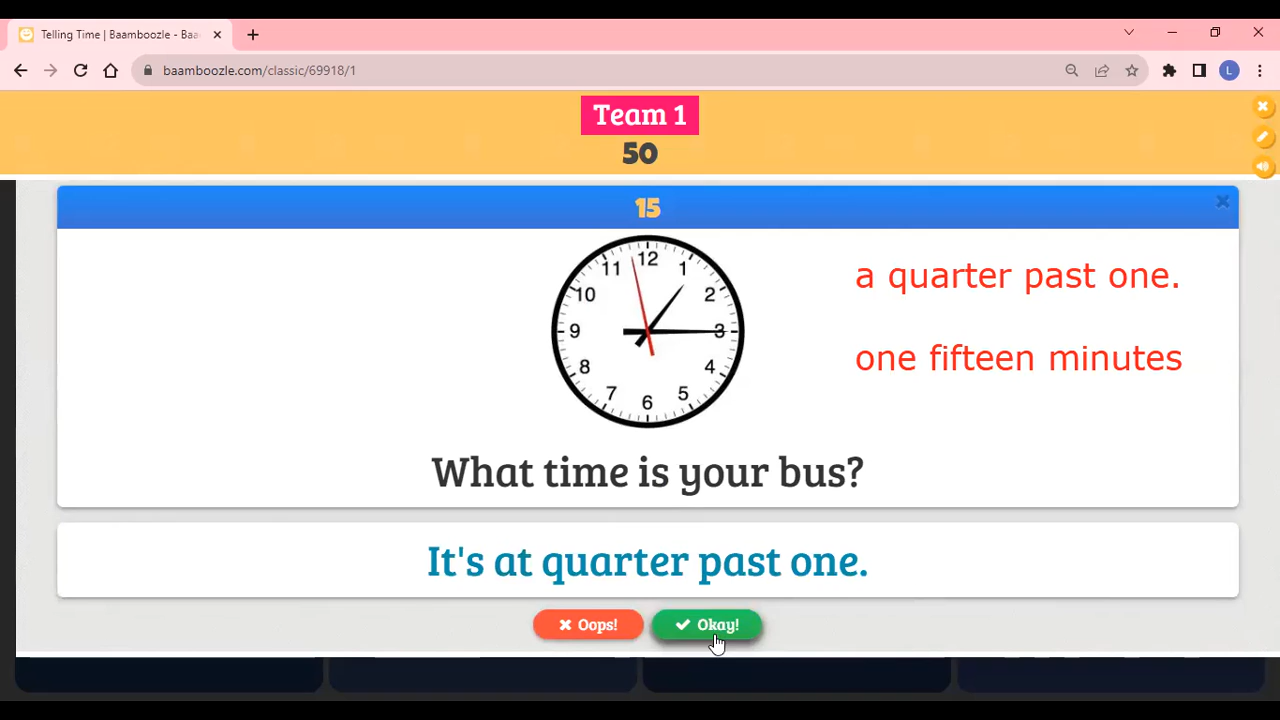 Telling Time | Baamboozle - Baa
baamboozle.com/classic/69918/1
L
Team 1
50
15
12
11
1
10
2
9
3
8
4
7
5
6
a quarter past one.
one fifteen minutes
What time is your bus?
It's at quarter past one.
Oops!
Okay!